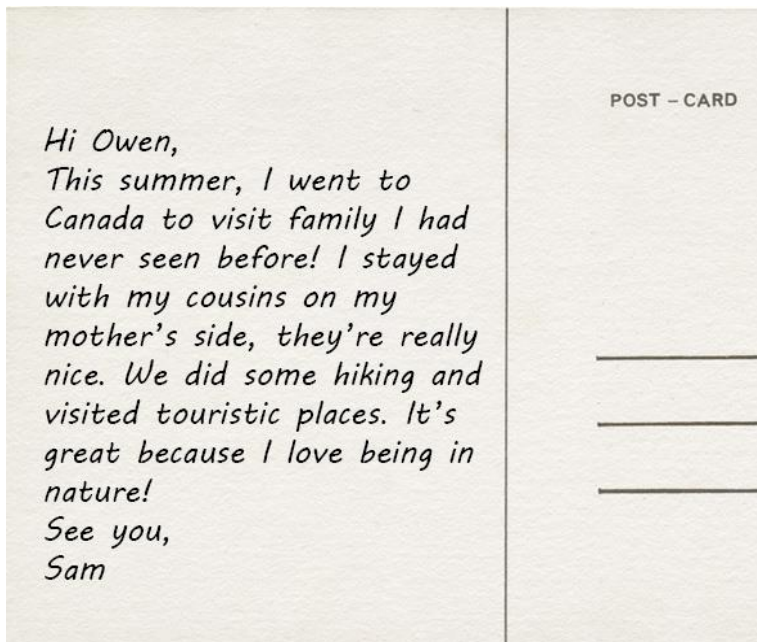 Hi Owen,
This summer, I went to
Canada to visit family I had
never seen before! I stayed
with my cousins on my
mother's side, they're really
nice. We did some hiking and
visited touristic places. It's
great because I love being in
nature!
See you,
Sam
POST – CARD